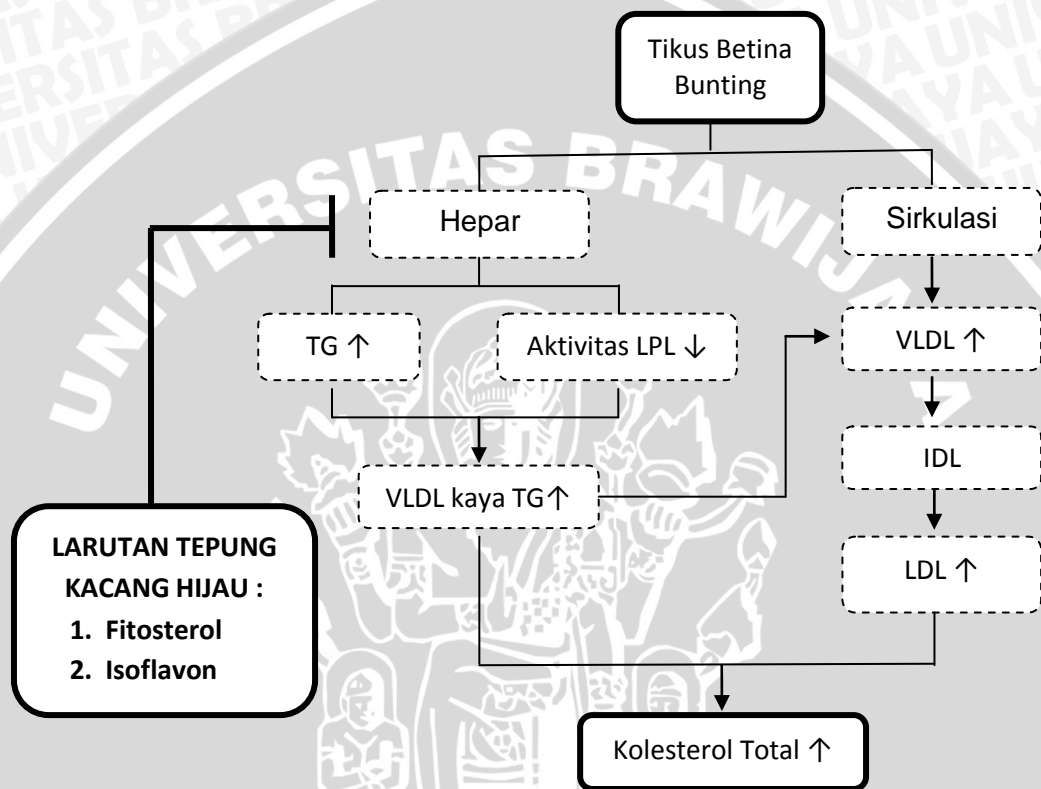 Tikus Betina
Bunting
UNIVERSITAS BRAWIJAYA
Hepar
Sirkulasi
TG ↑
Aktivitas LPL ↓
VLDL ↑
VLDL kaya TG↑
IDL
LARUTAN TEPUNG
KACANG HIJAU :
1. Fitosterol
2. Isoflavon
LDL ↑
Kolesterol Total ↑